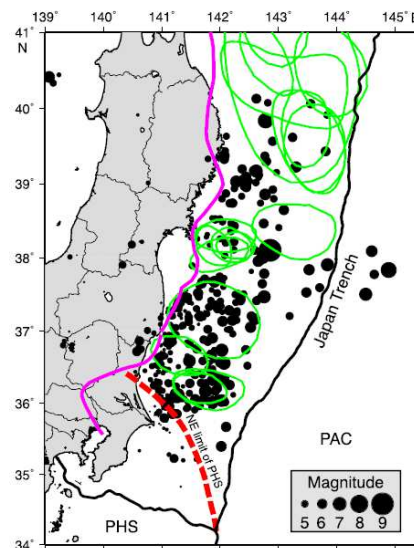 139° 140° 141° 142° 143° 144° 145° E
41°
N
40°
39°
38°
37°
36°
35°
34°
Japan Trench
NE limit of PHS
PAC
PHS
Magnitude
5 6 7 8 9